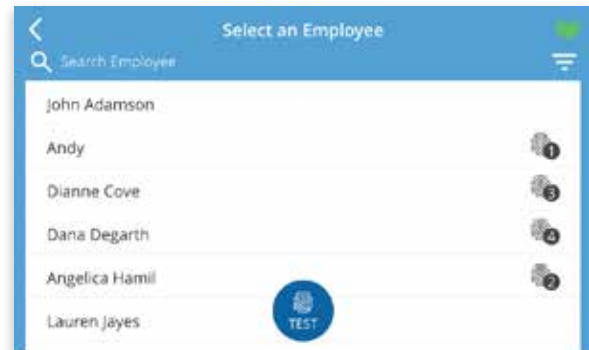 Select an Employee
Search Employee
John Adamson
Andy 1
Dianne Cove 3
Dana Degarth 4
Angelica Hamil 2
TEST
Lauren Jayes